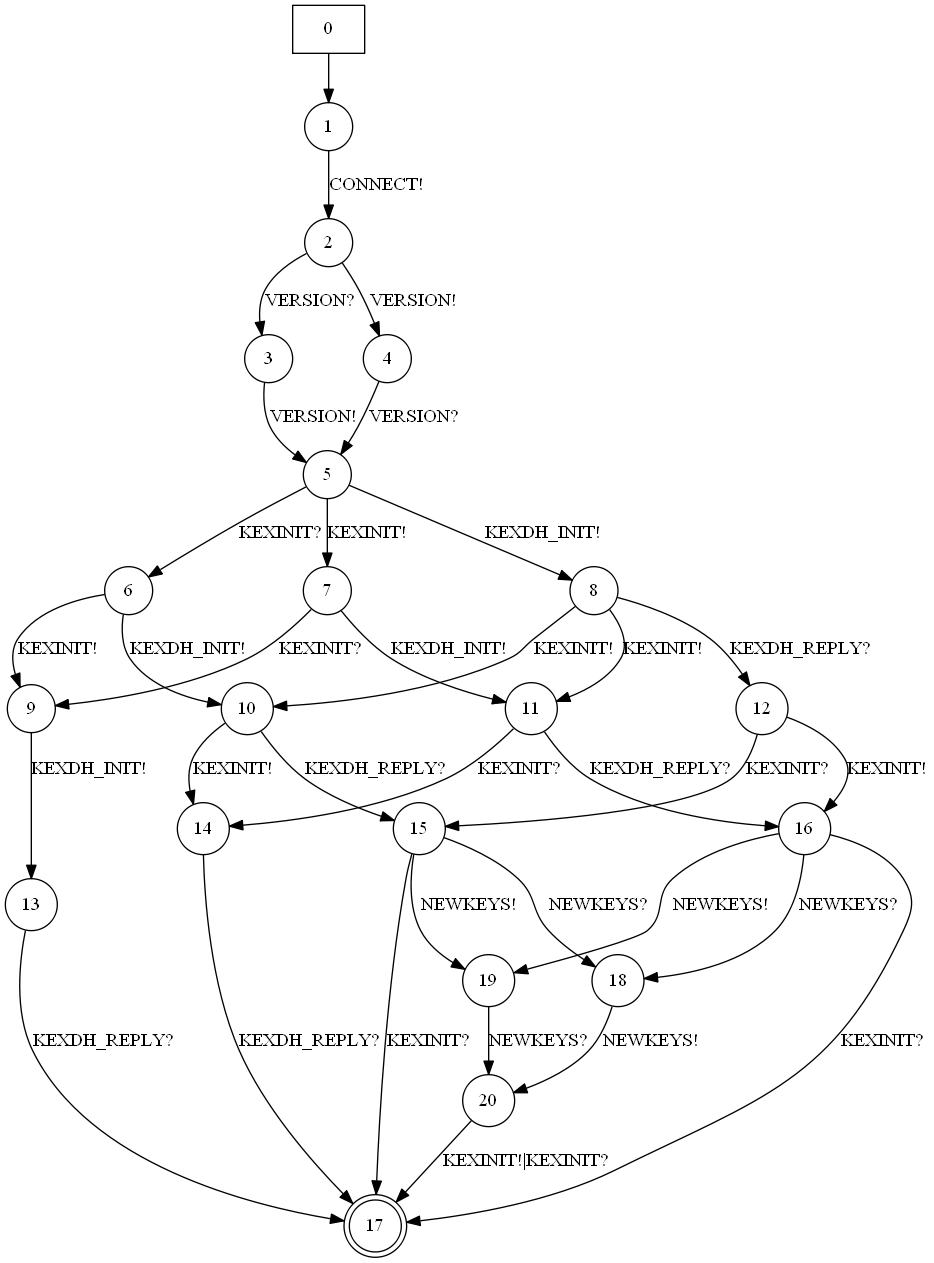 0
1
CONNECT!
2
VERSION? VERSION!
3 4
VERSION! VERSION?
5
KEXINIT? KEXINIT! KEXDH_INIT!
6 7 8
KEXINIT! KEXDH_INIT! KEXINIT? KEXDH_INIT! KEXINIT! KEXINIT! KEXDH_REPLY?
9 10 11 12
KEXDH_INIT! KEXINIT! KEXDH_REPLY? KEXINIT? KEXDH_REPLY? KEXINIT? KEXINIT!
14 15 16
13 NEWKEYS! NEWKEYS? NEWKEYS! NEWKEYS?
19 18
KEXDH_REPLY? KEXDH_REPLY? KEXINIT? NEWKEYS? NEWKEYS! KEXINIT?
20
KEXINIT!|KEXINIT?
17